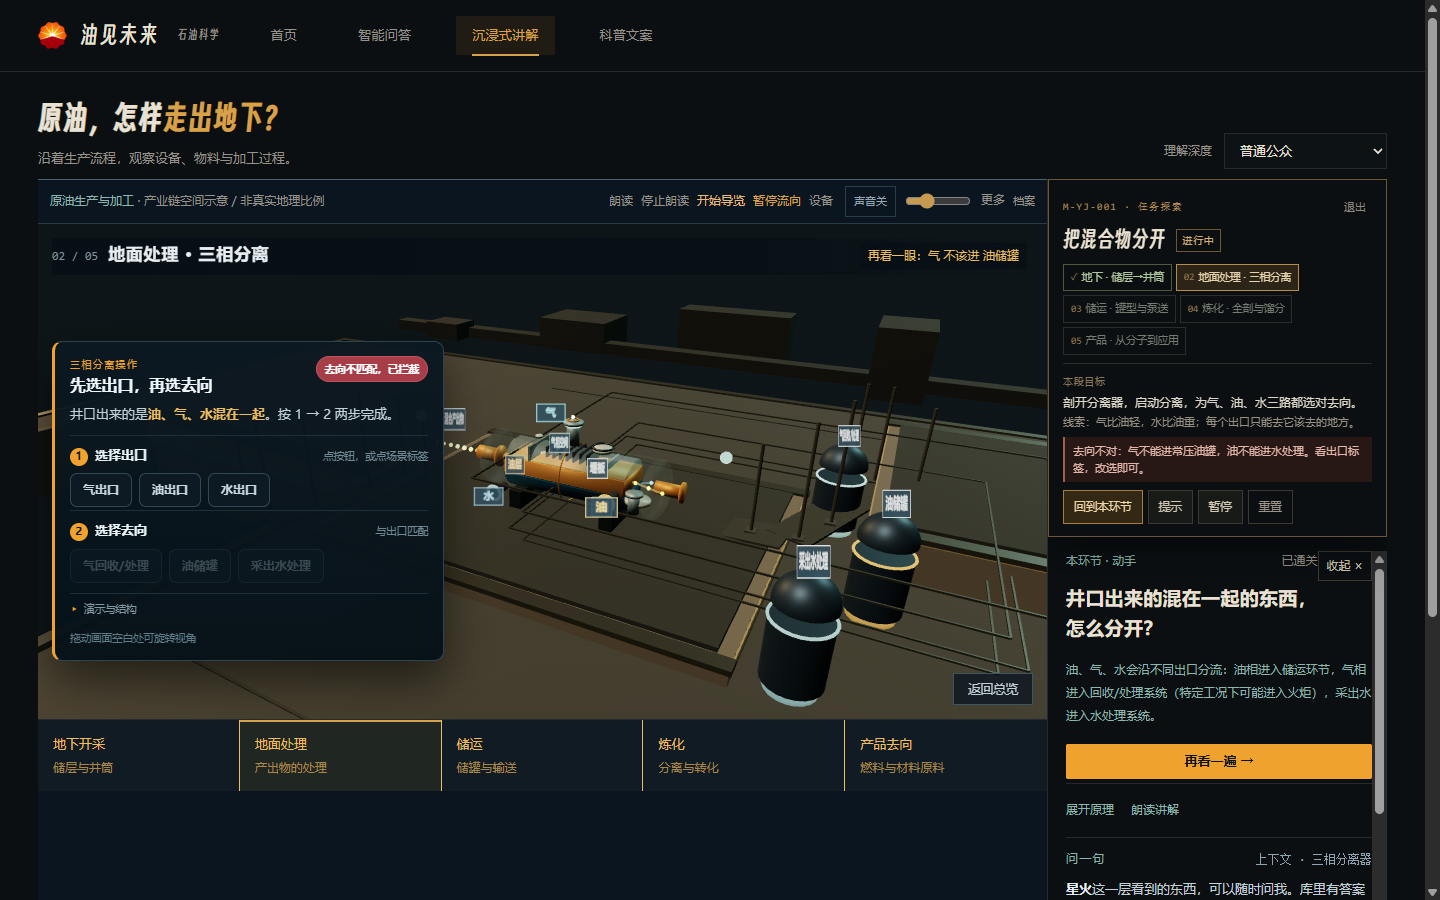 油见未来 石油科学 首页 智能问答 沉浸式讲解 科普文案
原油，怎样走出地下？
沿着生产流程，观察设备、物料与加工过程。
理解深度 普通公众
原油生产与加工 · 产业链空间示意 / 非真实地理比例
朗读 停止朗读 开始导览 暂停流向 设备 声音关 更多 档案
02 / 05 地面处理 • 三相分离
再看一眼：气 不该进 油储罐
三相分离操作
去向不匹配，已拦截
先选出口，再选去向
井口出来的是油、气、水混在一起。按 1 → 2 两步完成。
1 选择出口 点按钮，或点场景标签
气出口 油出口 水出口
2 选择去向 与出口匹配
气回收/处理 油储罐 采出水处理
▸ 演示与结构
拖动画面空白处可旋转视角
气
水
油
油储罐
采出水处理
返回总览
地下开采
储层与井筒
地面处理
产出物的处理
储运
储罐与输送
炼化
分离与转化
产品去向
燃料与材料原料
M-YJ-001 · 任务探索 退出
把混合物分开 进行中
✓ 地下 · 储层→井筒 02 地面处理 · 三相分离
03 储运 · 罐型与泵送 04 炼化 · 全剖与馏分
05 产品 · 从分子到应用
本段目标
剖开分离器，启动分离，为气、油、水三路都选对去向。
线索：气比油轻，水比油重；每个出口只能去它该去的地方。
去向不对：气不能进常压油罐，油不能进水处理。看出口标
签，改选即可。
回到本环节 提示 暂停 重置
本环节 · 动手 已通关 收起 ×
井口出来的混在一起的东西，
怎么分开？
油、气、水会沿不同出口分流：油相进入储运环节，气相
进入回收/处理系统（特定工况下可能进入火炬），采出水
进入水处理系统。
再看一遍 →
展开原理 朗读讲解
问一句 上下文 · 三相分离器
星火这一层看到的东西，可以随时问我。库里有答案